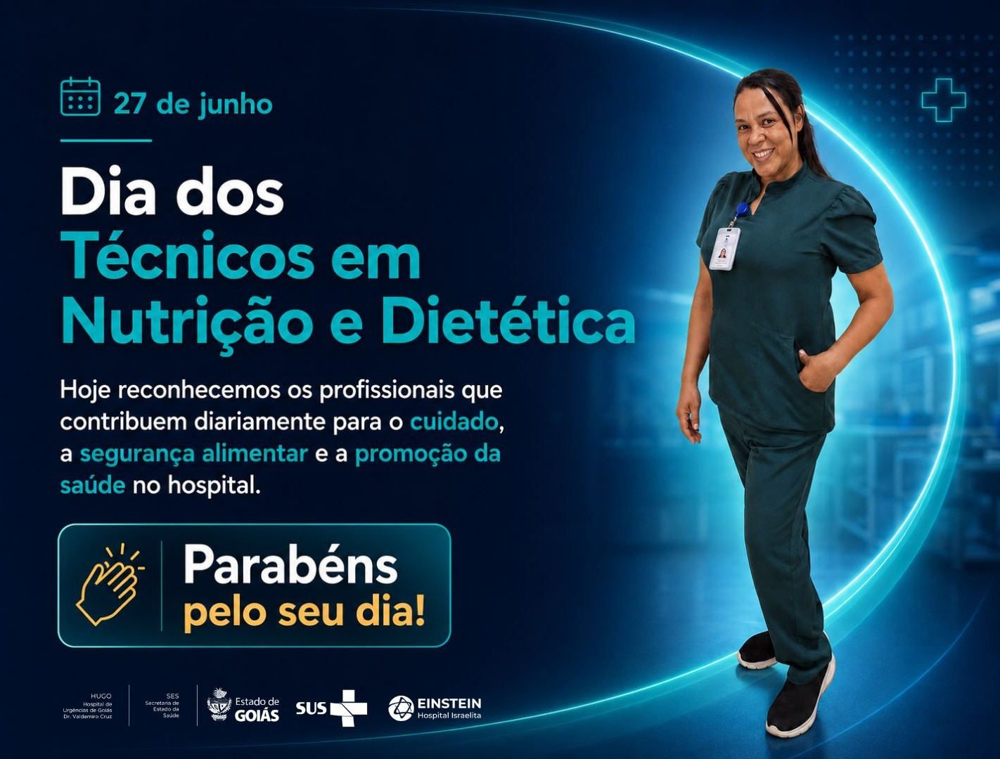 27 de junho
Dia dos
Técnicos em
Nutrição e Dietética
Hoje reconhecemos os profissionais que
contribuem diariamente para o cuidado,
a segurança alimentar e a promoção da
saúde no hospital.
Parabéns
pelo seu dia!
HUGO
Hospital de
Urgências de Goiás
Dr. Valdemiro Cruz
SES
Secretaria de
Estado da
Saúde
Estado de
GOIÁS
SUS
EINSTEIN
Hospital Israelita